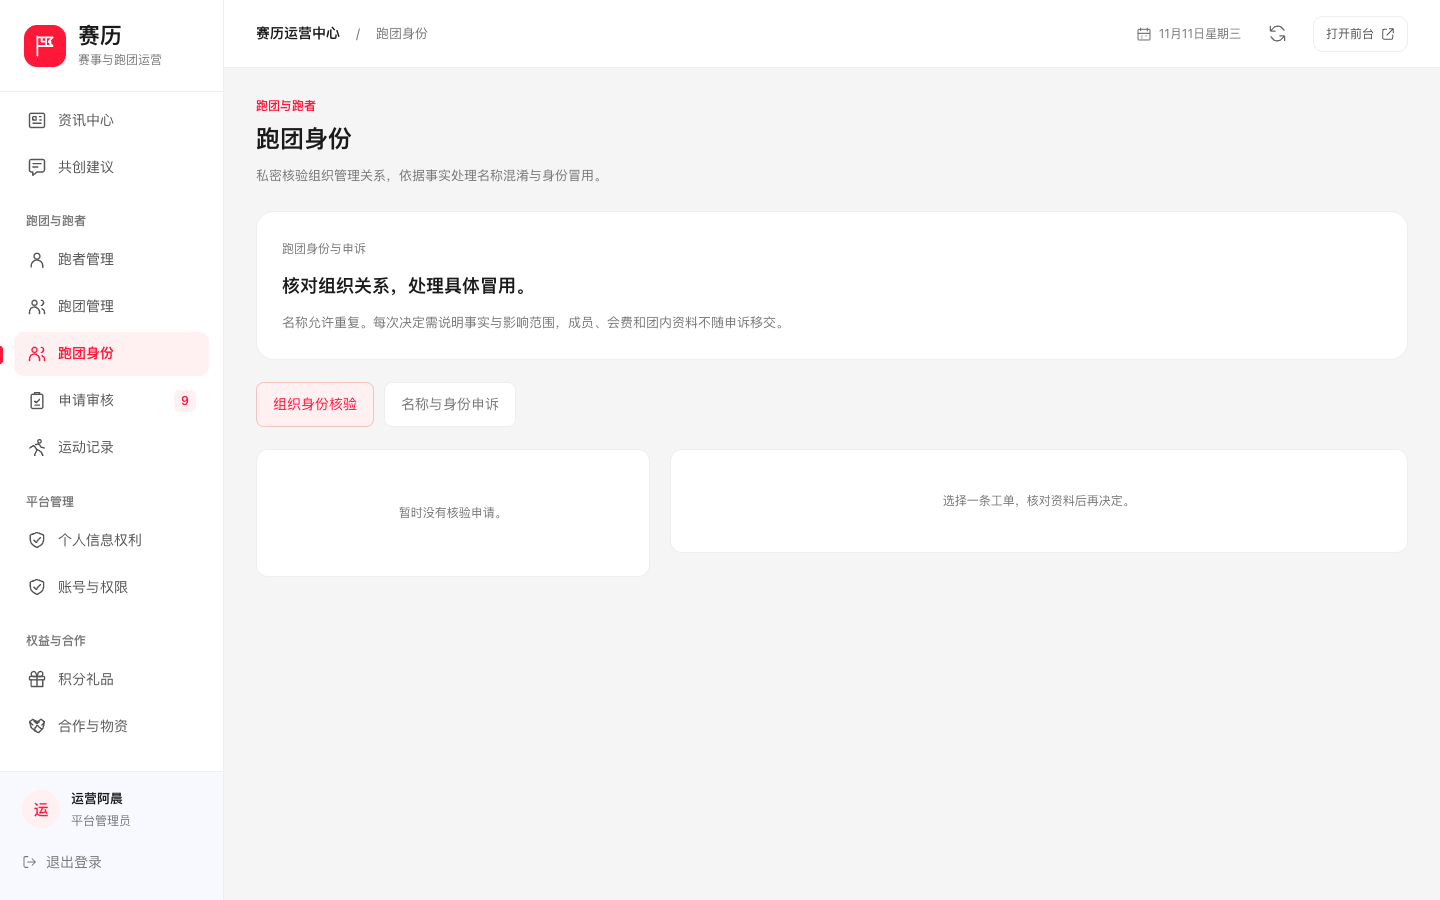 赛历
赛事与跑团运营
资讯中心
共创建议
跑团与跑者
跑者管理
跑团管理
跑团身份
申请审核
9
运动记录
平台管理
个人信息权利
账号与权限
权益与合作
积分礼品
合作与物资
运
运营阿晨
平台管理员
退出登录
赛历运营中心 / 跑团身份
11月11日星期三
打开前台
跑团与跑者
跑团身份
私密核验组织管理关系，依据事实处理名称混淆与身份冒用。
跑团身份与申诉
核对组织关系，处理具体冒用。
名称允许重复。每次决定需说明事实与影响范围，成员、会费和团内资料不随申诉移交。
组织身份核验
名称与身份申诉
暂时没有核验申请。
选择一条工单，核对资料后再决定。